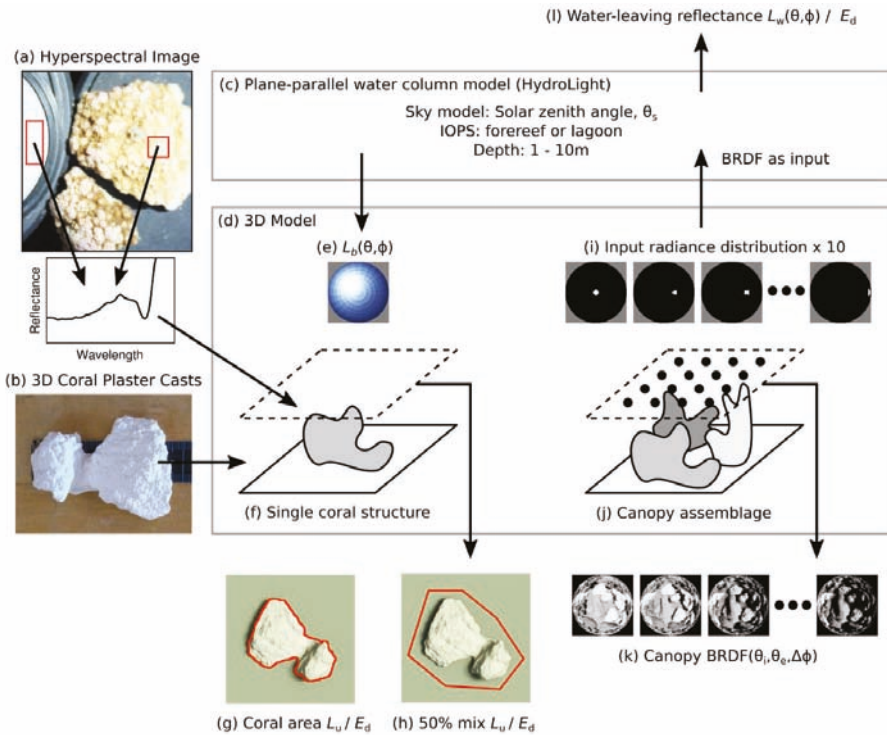 (l) Water-leaving reflectance Lw(θ,ϕ) / Ed
(a) Hyperspectral Image
(c) Plane-parallel water column model (HydroLight)
Sky model: Solar zenith angle, θs
IOPS: forereef or lagoon
Depth: 1 - 10m
BRDF as input
(d) 3D Model
(e) Lb(θ,ϕ)
(i) Input radiance distribution x 10
Reflectance
Wavelength
(b) 3D Coral Plaster Casts
(f) Single coral structure
(j) Canopy assemblage
(k) Canopy BRDF(θi,θe,Δϕ)
(g) Coral area Lu / Ed
(h) 50% mix Lu / Ed